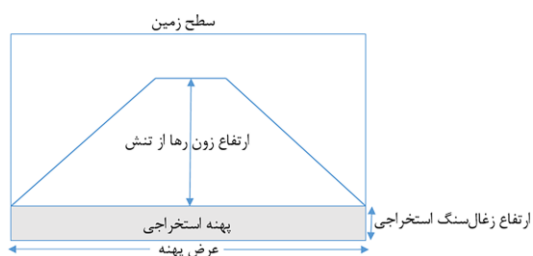 سطح زمین
ارتفاع زون رها از تنش
ارتفاع زغال‌سنگ استخراجی
پهنه استخراجی
عرض پهنه